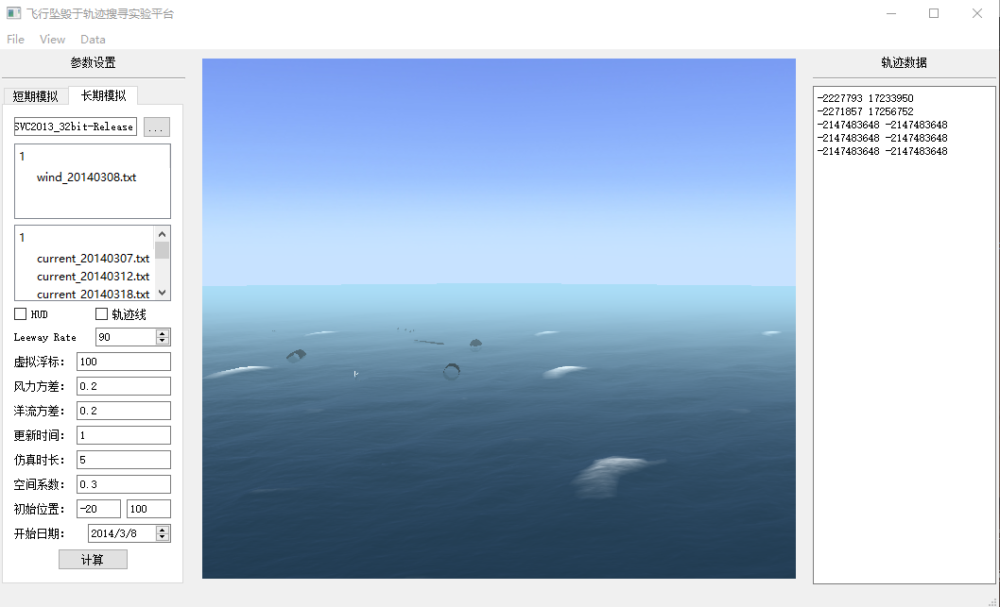 飞行坠毁于轨迹搜寻实验平台
File View Data
参数设置
短期模拟 长期模拟
SVC2013_32bit-Release ...
1
wind_20140308.txt
1
current_20140307.txt
current_20140312.txt
current_20140318.txt
HUD 轨迹线
Leeway Rate 90
虚拟浮标： 100
风力方差： 0.2
洋流方差： 0.2
更新时间： 1
仿真时长： 5
空间系数： 0.3
初始位置： -20 100
开始日期： 2014/3/8
计算
轨迹数据
-2227793 17233950
-2271857 17256752
-2147483648 -2147483648
-2147483648 -2147483648
-2147483648 -2147483648